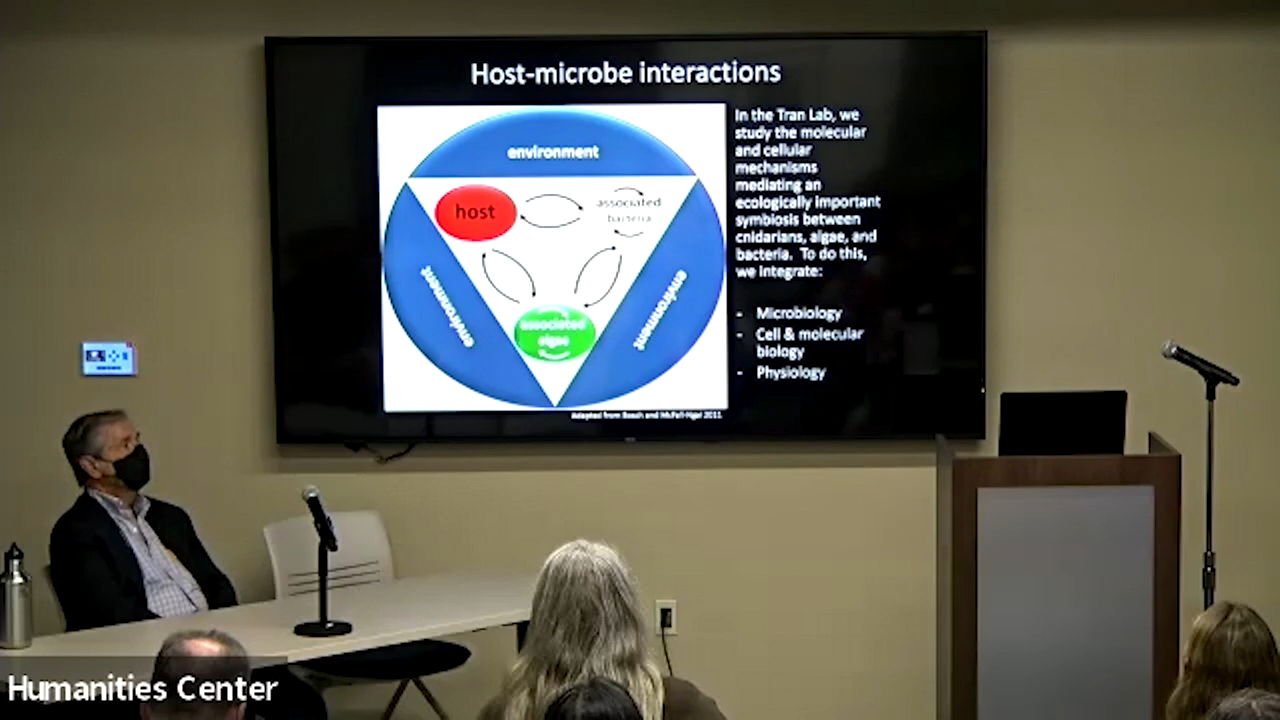 Host-microbe interactions
environment
host
associated
bacteria
environment
environment
associated
algae
Adapted from Bosch and McFall-Ngai 2011
In the Tran Lab, we
study the molecular
and cellular
mechanisms
mediating an
ecologically important
symbiosis between
cnidarians, algae, and
bacteria. To do this,
we integrate:
- Microbiology
- Cell & molecular
biology
- Physiology
Humanities Center